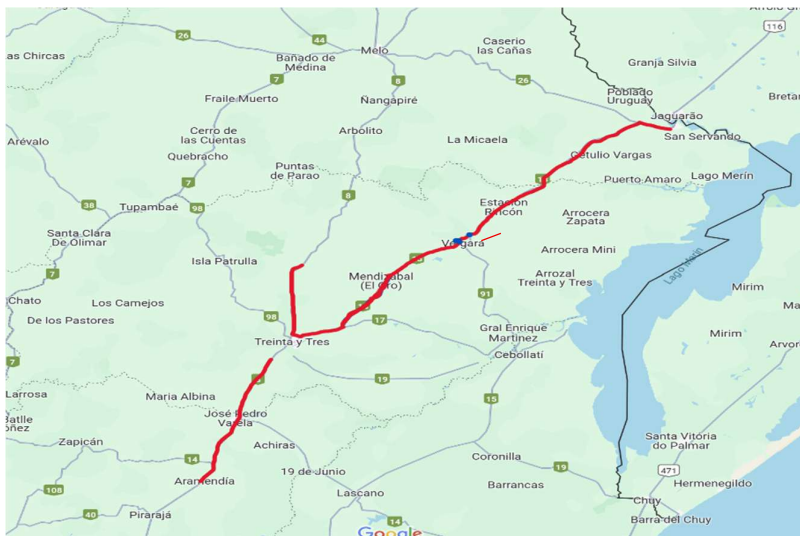 Arroio Gr
116
26
44
Caserio
las Cañas
as Chircas
Melo
Bañado de
Medina
Granja Silvia
7
8
26
Fraile Muerto
Ñangapiré
Poblado
Uruguay
Bretan
Jaguarão
Cerro de
las Cuentas
Arbolito
La Micaela
San Servando
Arévalo
Quebracho
Getulio Vargas
Puntas
de Parao
Puerto Amaro
Lago Merín
7
8
38
Tupambaé
98
Estación
Rincón
Arrocera
Zapata
Santa Clara
de Olimar
Vergara
Isla Patrulla
Arrocera Mini
Lago Merin
7
Mendizabal
(El Oro)
Arrozal
Treinta y Tres
Chato
Los Camejos
91
Mirim
De los Pastores
98
17
Gral Enrique
Martinez
Mirim
Treinta y Tres
Cebollatí
7
Arvor
19
Larrosa
Maria Albina
15
José Pedro
Varela
Zapicán
Achiras
Santa Vitória
do Palmar
14
19 de Junio
Coronilla
19
471
Aramendía
Barrancas
Hermenegildo
108
Lascano
Chuy
40
Pirarajá
14
Barra del Chuy
Google